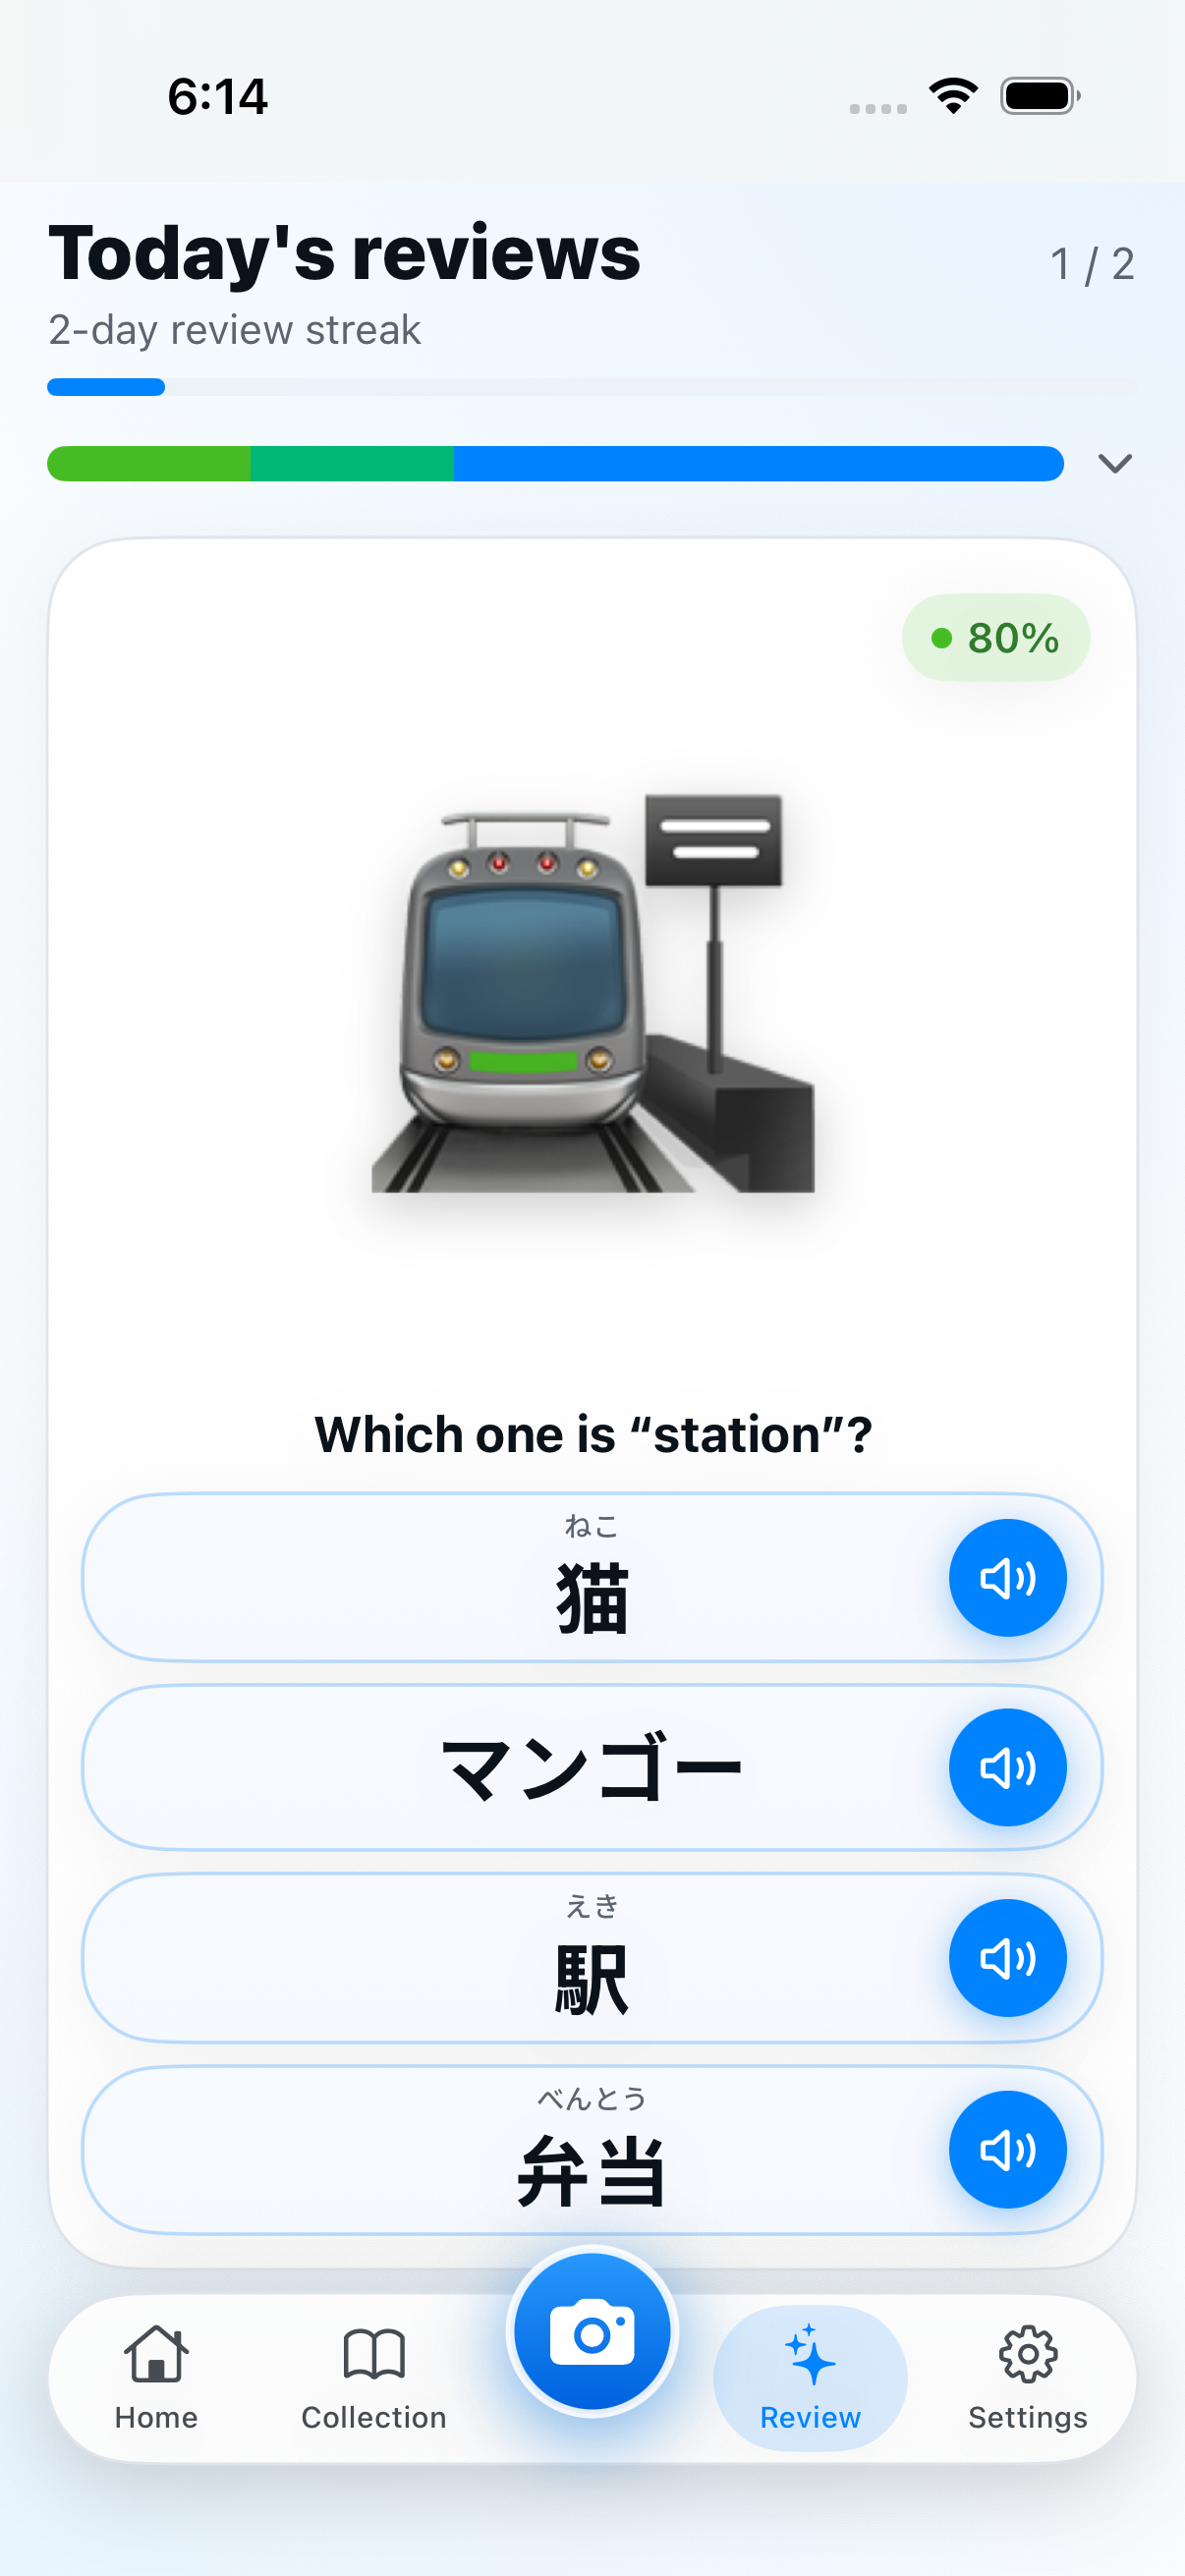 6:14
Today's reviews
1 / 2
2-day review streak
80%
Which one is “station”?
ねこ
猫
マンゴー
えき
駅
べんとう
弁当
Home
Collection
Review
Settings